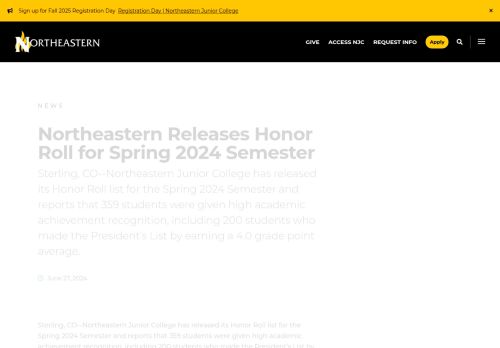 Sign up for Fall 2025 Registration Day Registration Day | Northeastern Junior College ×
NORTHEASTERN GIVE ACCESS NJC REQUEST INFO Apply
NEWS
Northeastern Releases Honor
Roll for Spring 2024 Semester
Sterling, CO--Northeastern Junior College has released
its Honor Roll list for the Spring 2024 Semester and
reports that 359 students were given high academic
achievement recognition, including 200 students who
made the President's List by earning a 4.0 grade point
average.
June 21, 2024
Sterling, CO--Northeastern Junior College has released its Honor Roll list for the
Spring 2024 Semester and reports that 359 students were given high academic
achievement recognition, including 200 students who made the President's List by